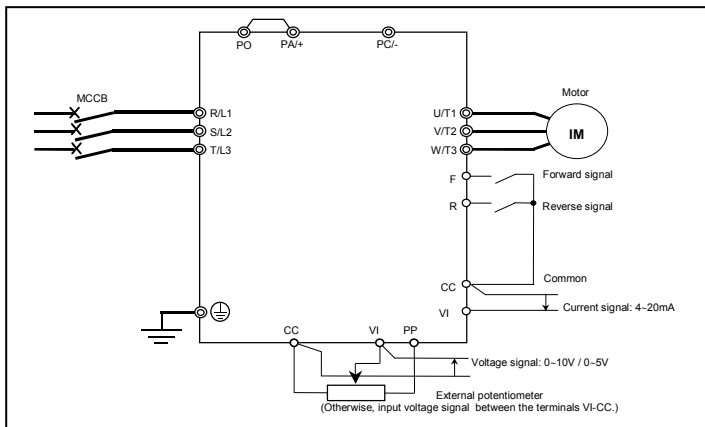 PO PA/+ PC/-
MCCB
Motor
R/L1 U/T1
S/L2 V/T2 IM
T/L3 W/T3
F Forward signal
R Reverse signal
Common
CC
Current signal: 4~20mA
VI
CC VI PP
Voltage signal: 0~10V / 0~5V
External potentiometer
(Otherwise, input voltage signal between the terminals VI-CC.)